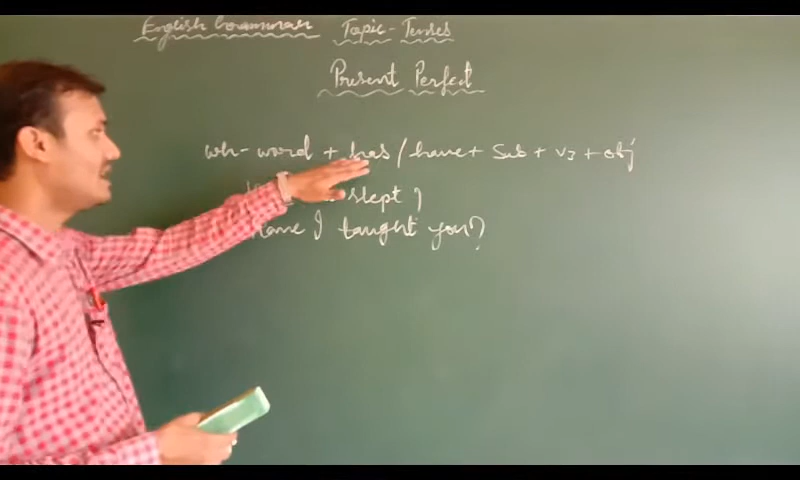 English Grammar Topic - Tenses
Present Perfect
wh- word + has / have + Sub + v3 + obj
slept ?
Have I taught you?